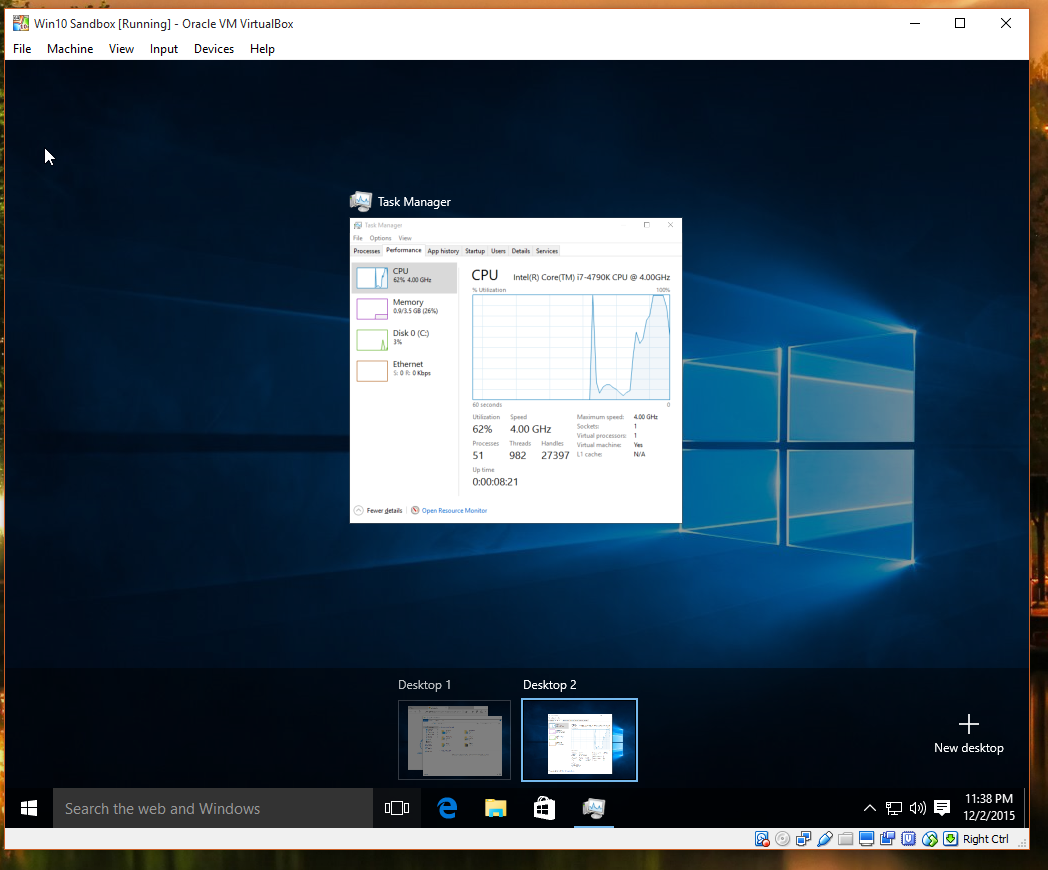 Win10 Sandbox [Running] - Oracle VM VirtualBox
File Machine View Input Devices Help
Task Manager
Task Manager
File Options View
Processes Performance App history Startup Users Details Services
CPU
62% 4.00 GHz
Memory
0.9/3.5 GB (26%)
Disk 0 (C:)
3%
Ethernet
S: 0 R: 0 Kbps
CPU Intel(R) Core(TM) i7-4790K CPU @ 4.00GHz
% Utilization 100%
60 seconds 0
Utilization Speed Maximum speed: 4.00 GHz
62% 4.00 GHz Sockets: 1
Virtual processors: 1
Processes Threads Handles Virtual machine: Yes
51 982 27397 L1 cache: N/A
Up time
0:00:08:21
Fewer details Open Resource Monitor
Desktop 1 Desktop 2
New desktop
Search the web and Windows
11:38 PM
12/2/2015
Right Ctrl